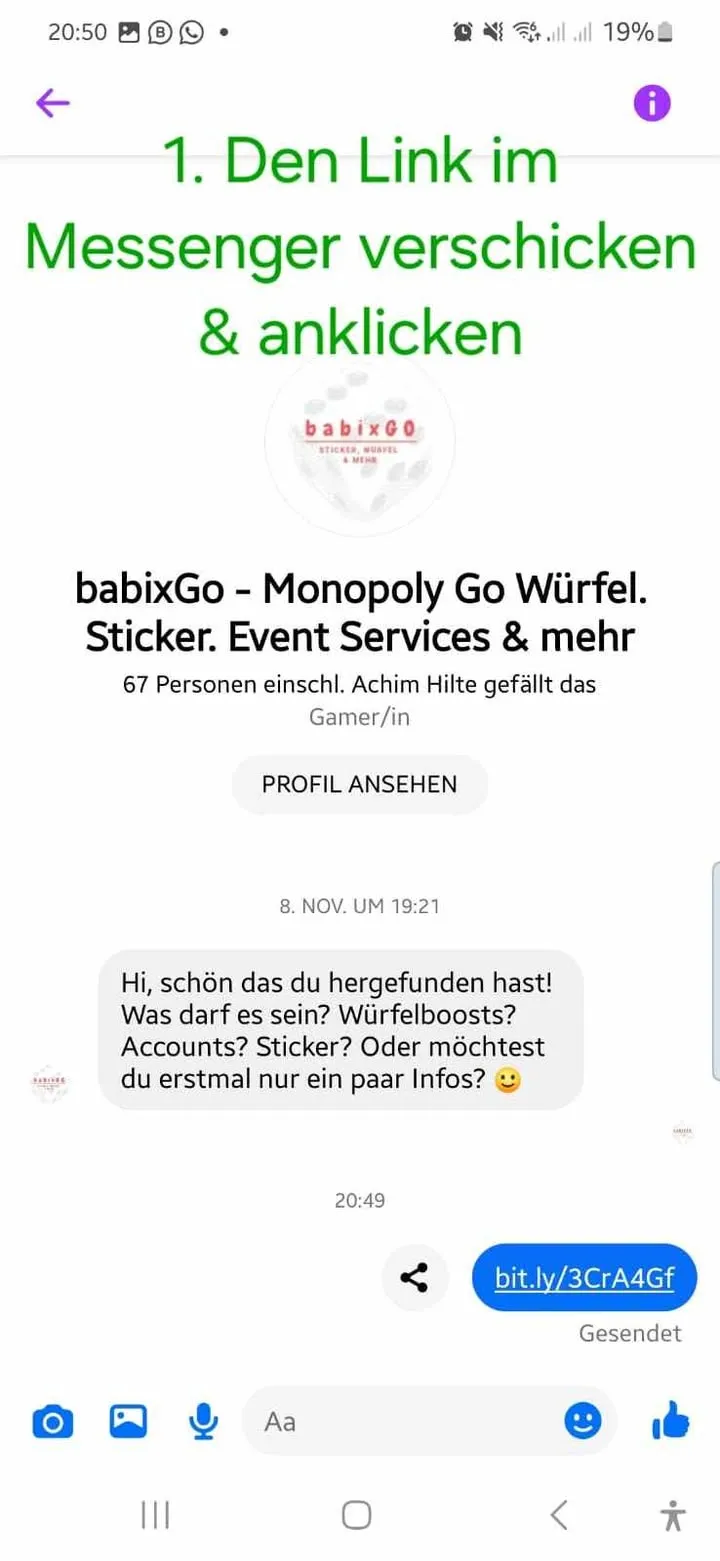 20:50
19%
1. Den Link im
Messenger verschicken
& anklicken
babixGO
STICKER, WÜRFEL
& MEHR
babixGo - Monopoly Go Würfel.
Sticker. Event Services & mehr
67 Personen einschl. Achim Hilte gefällt das
Gamer/in
PROFIL ANSEHEN
8. NOV. UM 19:21
Hi, schön das du hergefunden hast!
Was darf es sein? Würfelboosts?
Accounts? Sticker? Oder möchtest
du erstmal nur ein paar Infos? 🙂
20:49
bit.ly/3CrA4Gf
Gesendet
Aa